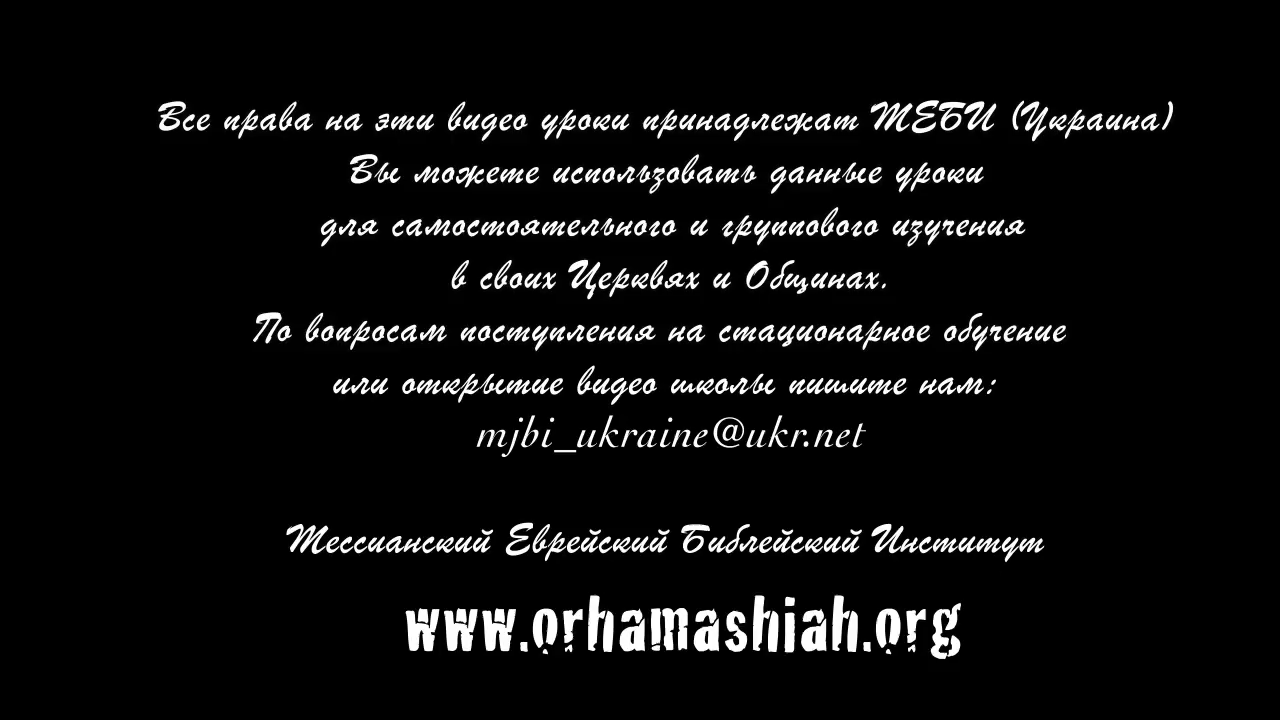 Все права на эти видео уроки принадлежат МЕБИ (Украина)
Вы можете использовать данные уроки
для самостоятельного и группового изучения
в своих Церквях и Общинах.
По вопросам поступления на стационарное обучение
или открытие видео школы пишите нам:
mjbi_ukraine@ukr.net
Мессианский Еврейский Библейский Институт
www.orhamashiah.org